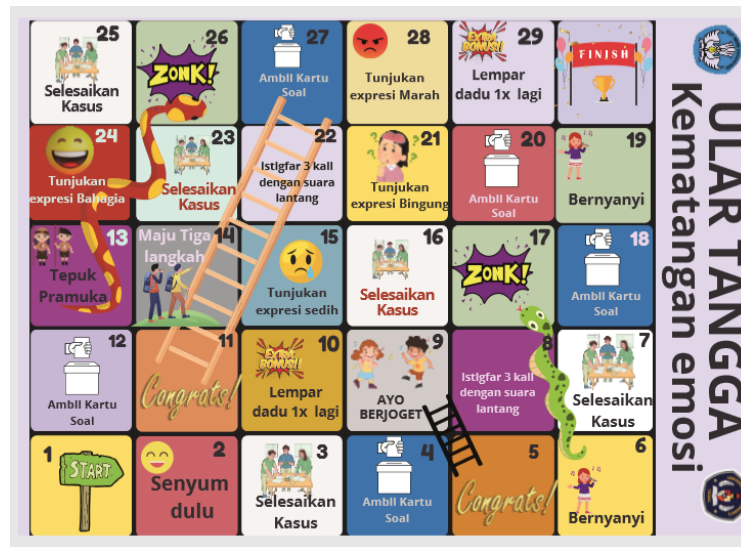 25
Selesaikan
Kasus
26
ZONK!
27
Ambil Kartu
Soal
28
Tunjukan
expresi Marah
EXTRA
BONUS!
29
Lempar
dadu 1x lagi
FINISH
24
Tunjukan
expresi Bahagia
23
Selesaikan
Kasus
22
Istigfar 3 kali
dengan suara
lantang
21
Tunjukan
expresi Bingung
20
Ambil Kartu
Soal
19
Bernyanyi
13
Tepuk
Pramuka
Maju Tiga
14
langkah
15
Tunjukan
expresi sedih
16
Selesaikan
Kasus
17
ZONK!
18
Ambil Kartu
Soal
12
Ambil Kartu
Soal
11
Congrats!
10
EXTRA
BONUS!
Lempar
dadu 1x lagi
9
AYO
BERJOGET
8
Istigfar 3 kali
dengan suara
lantang
7
Selesaikan
Kasus
1
START
2
Senyum
dulu
3
Selesaikan
Kasus
4
Ambil Kartu
Soal
5
Congrats!
6
Bernyanyi
ULAR TANGGA
Kematangan emosi